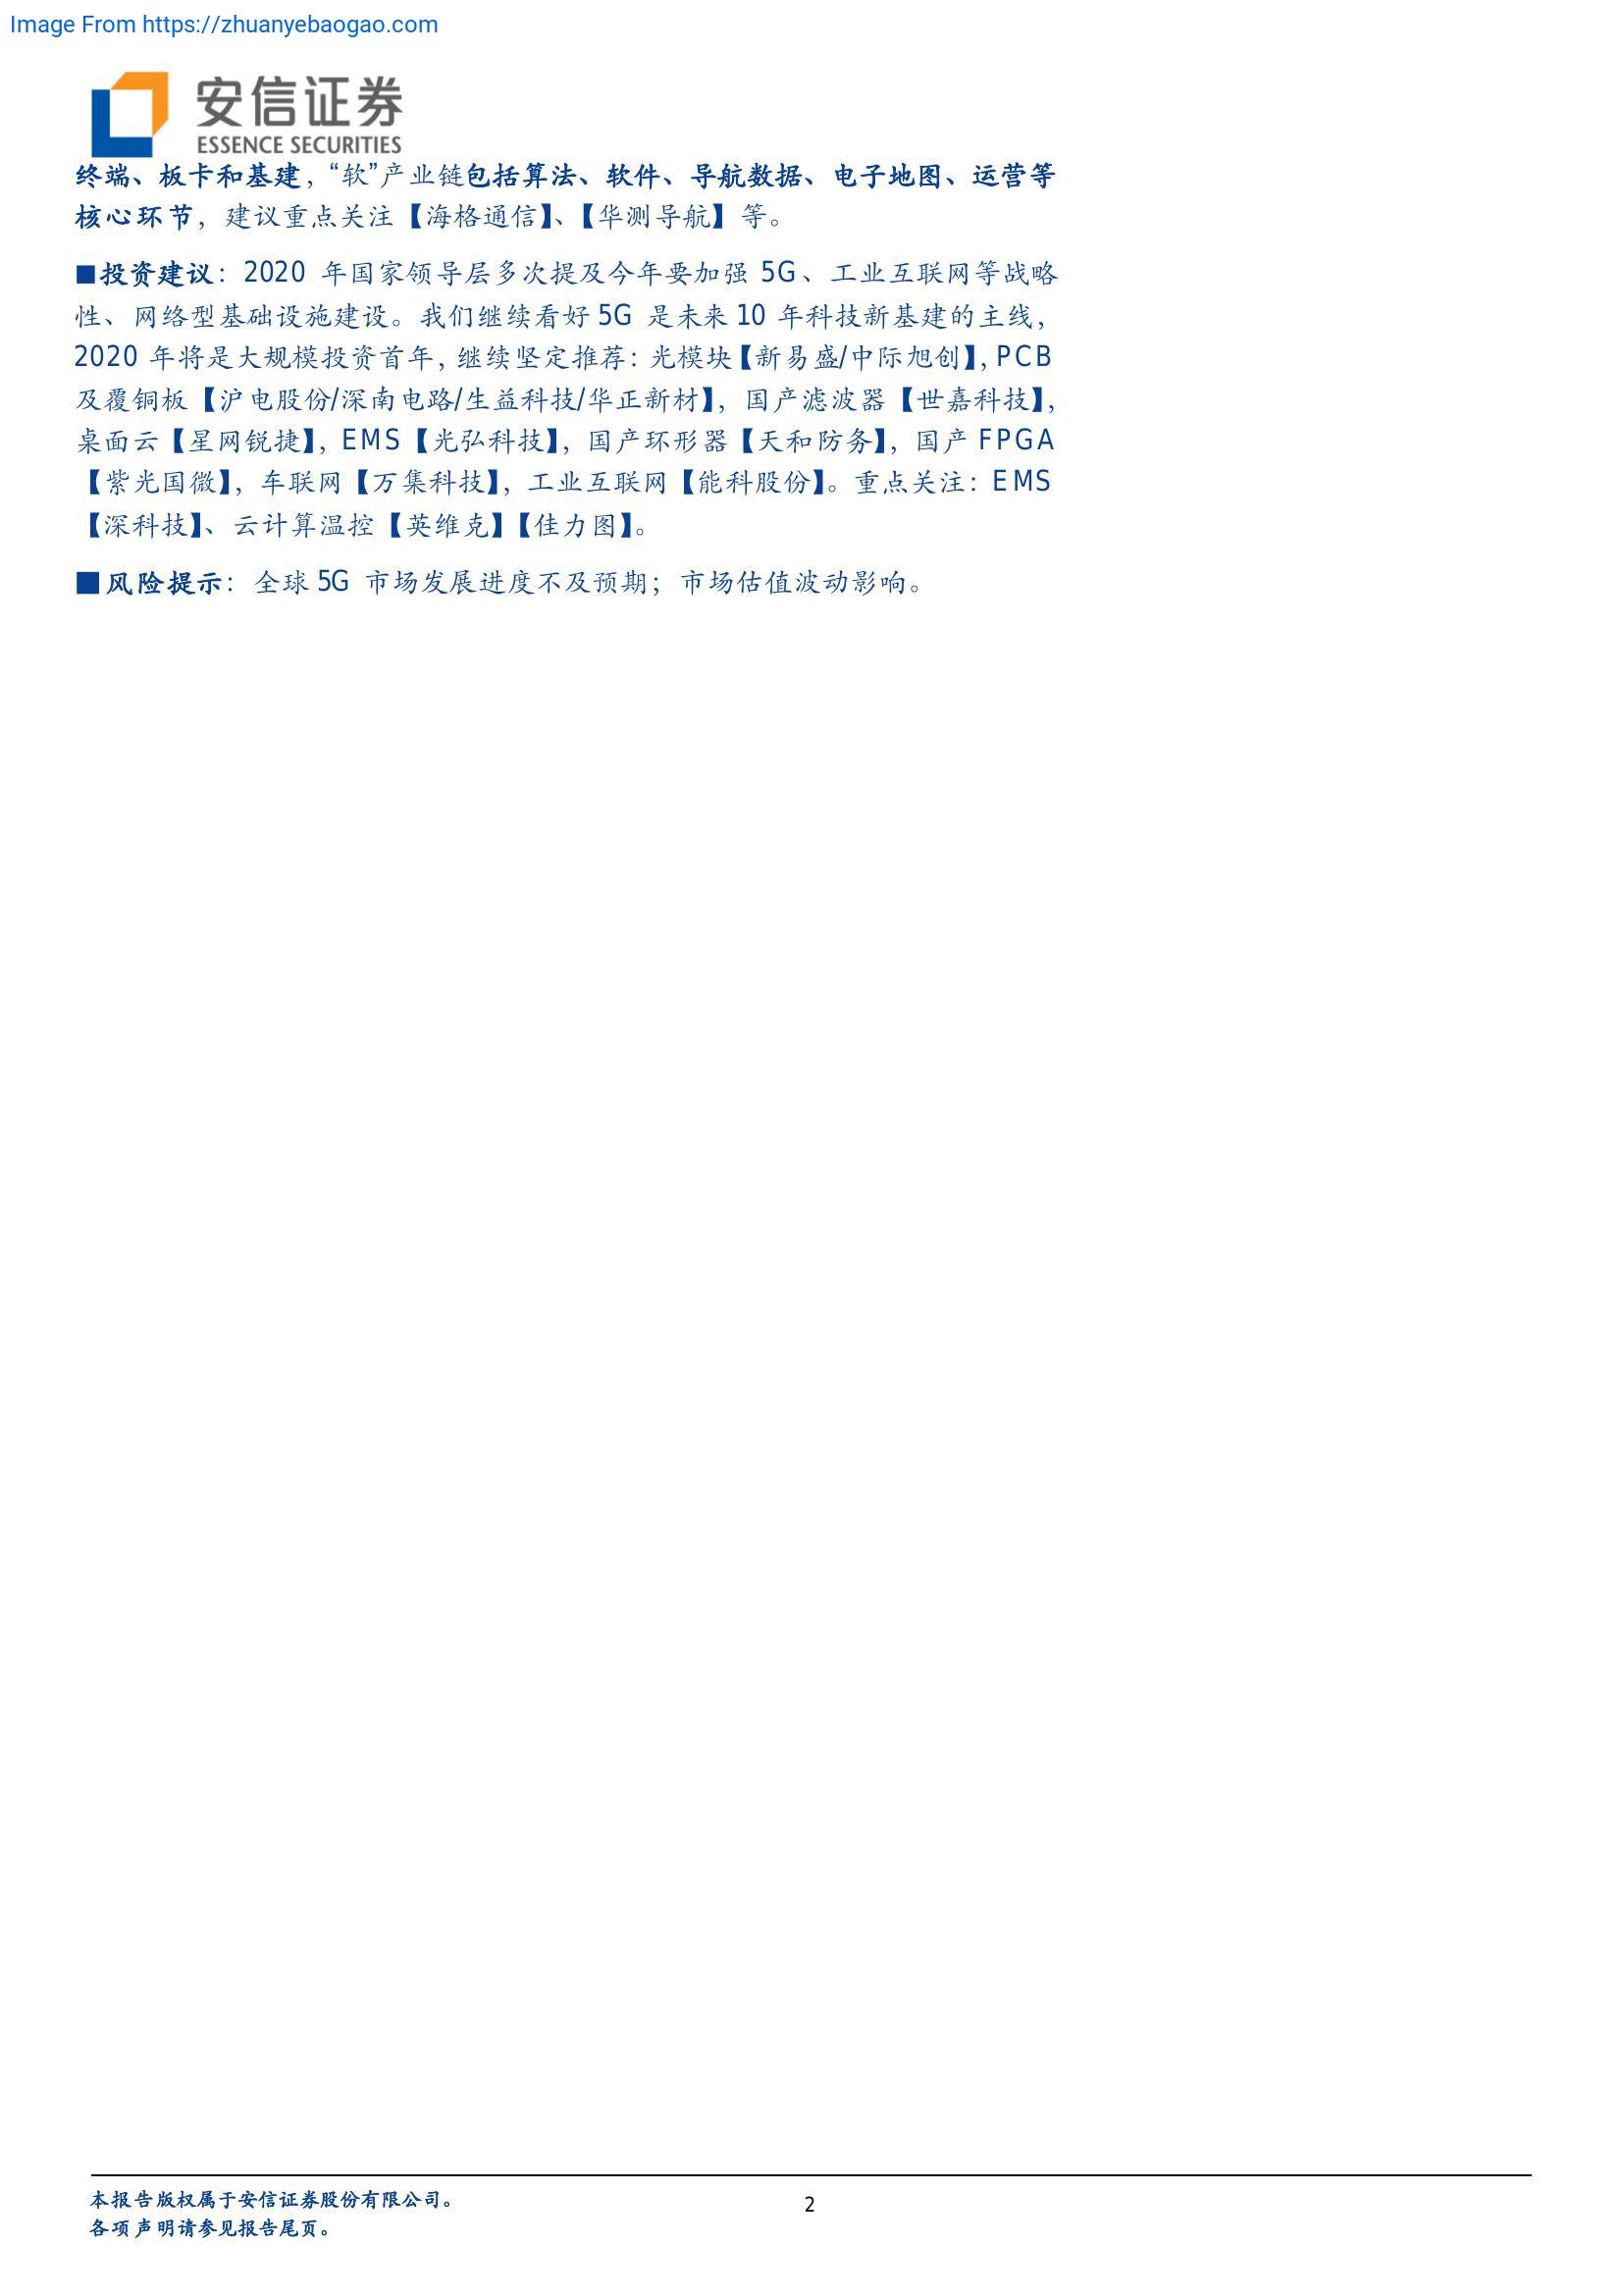 Image From https://zhuanyebaogao.com
安信证券
ESSENCE SECURITIES
终端、板卡和基建，“软”产业链包括算法、软件、导航数据、电子地图、运营等
核心环节，建议重点关注【海格通信】、【华测导航】等。
■投资建议：2020 年国家领导层多次提及今年要加强 5G、工业互联网等战略
性、网络型基础设施建设。我们继续看好 5G 是未来 10 年科技新基建的主线，
2020 年将是大规模投资首年，继续坚定推荐：光模块【新易盛/中际旭创】，PCB
及覆铜板【沪电股份/深南电路/生益科技/华正新材】，国产滤波器【世嘉科技】，
桌面云【星网锐捷】，EMS【光弘科技】，国产环形器【天和防务】，国产 FPGA
【紫光国微】，车联网【万集科技】，工业互联网【能科股份】。重点关注：EMS
【深科技】、云计算温控【英维克】【佳力图】。
■风险提示：全球 5G 市场发展进度不及预期；市场估值波动影响。
本报告版权属于安信证券股份有限公司。
2
各项声明请参见报告尾页。